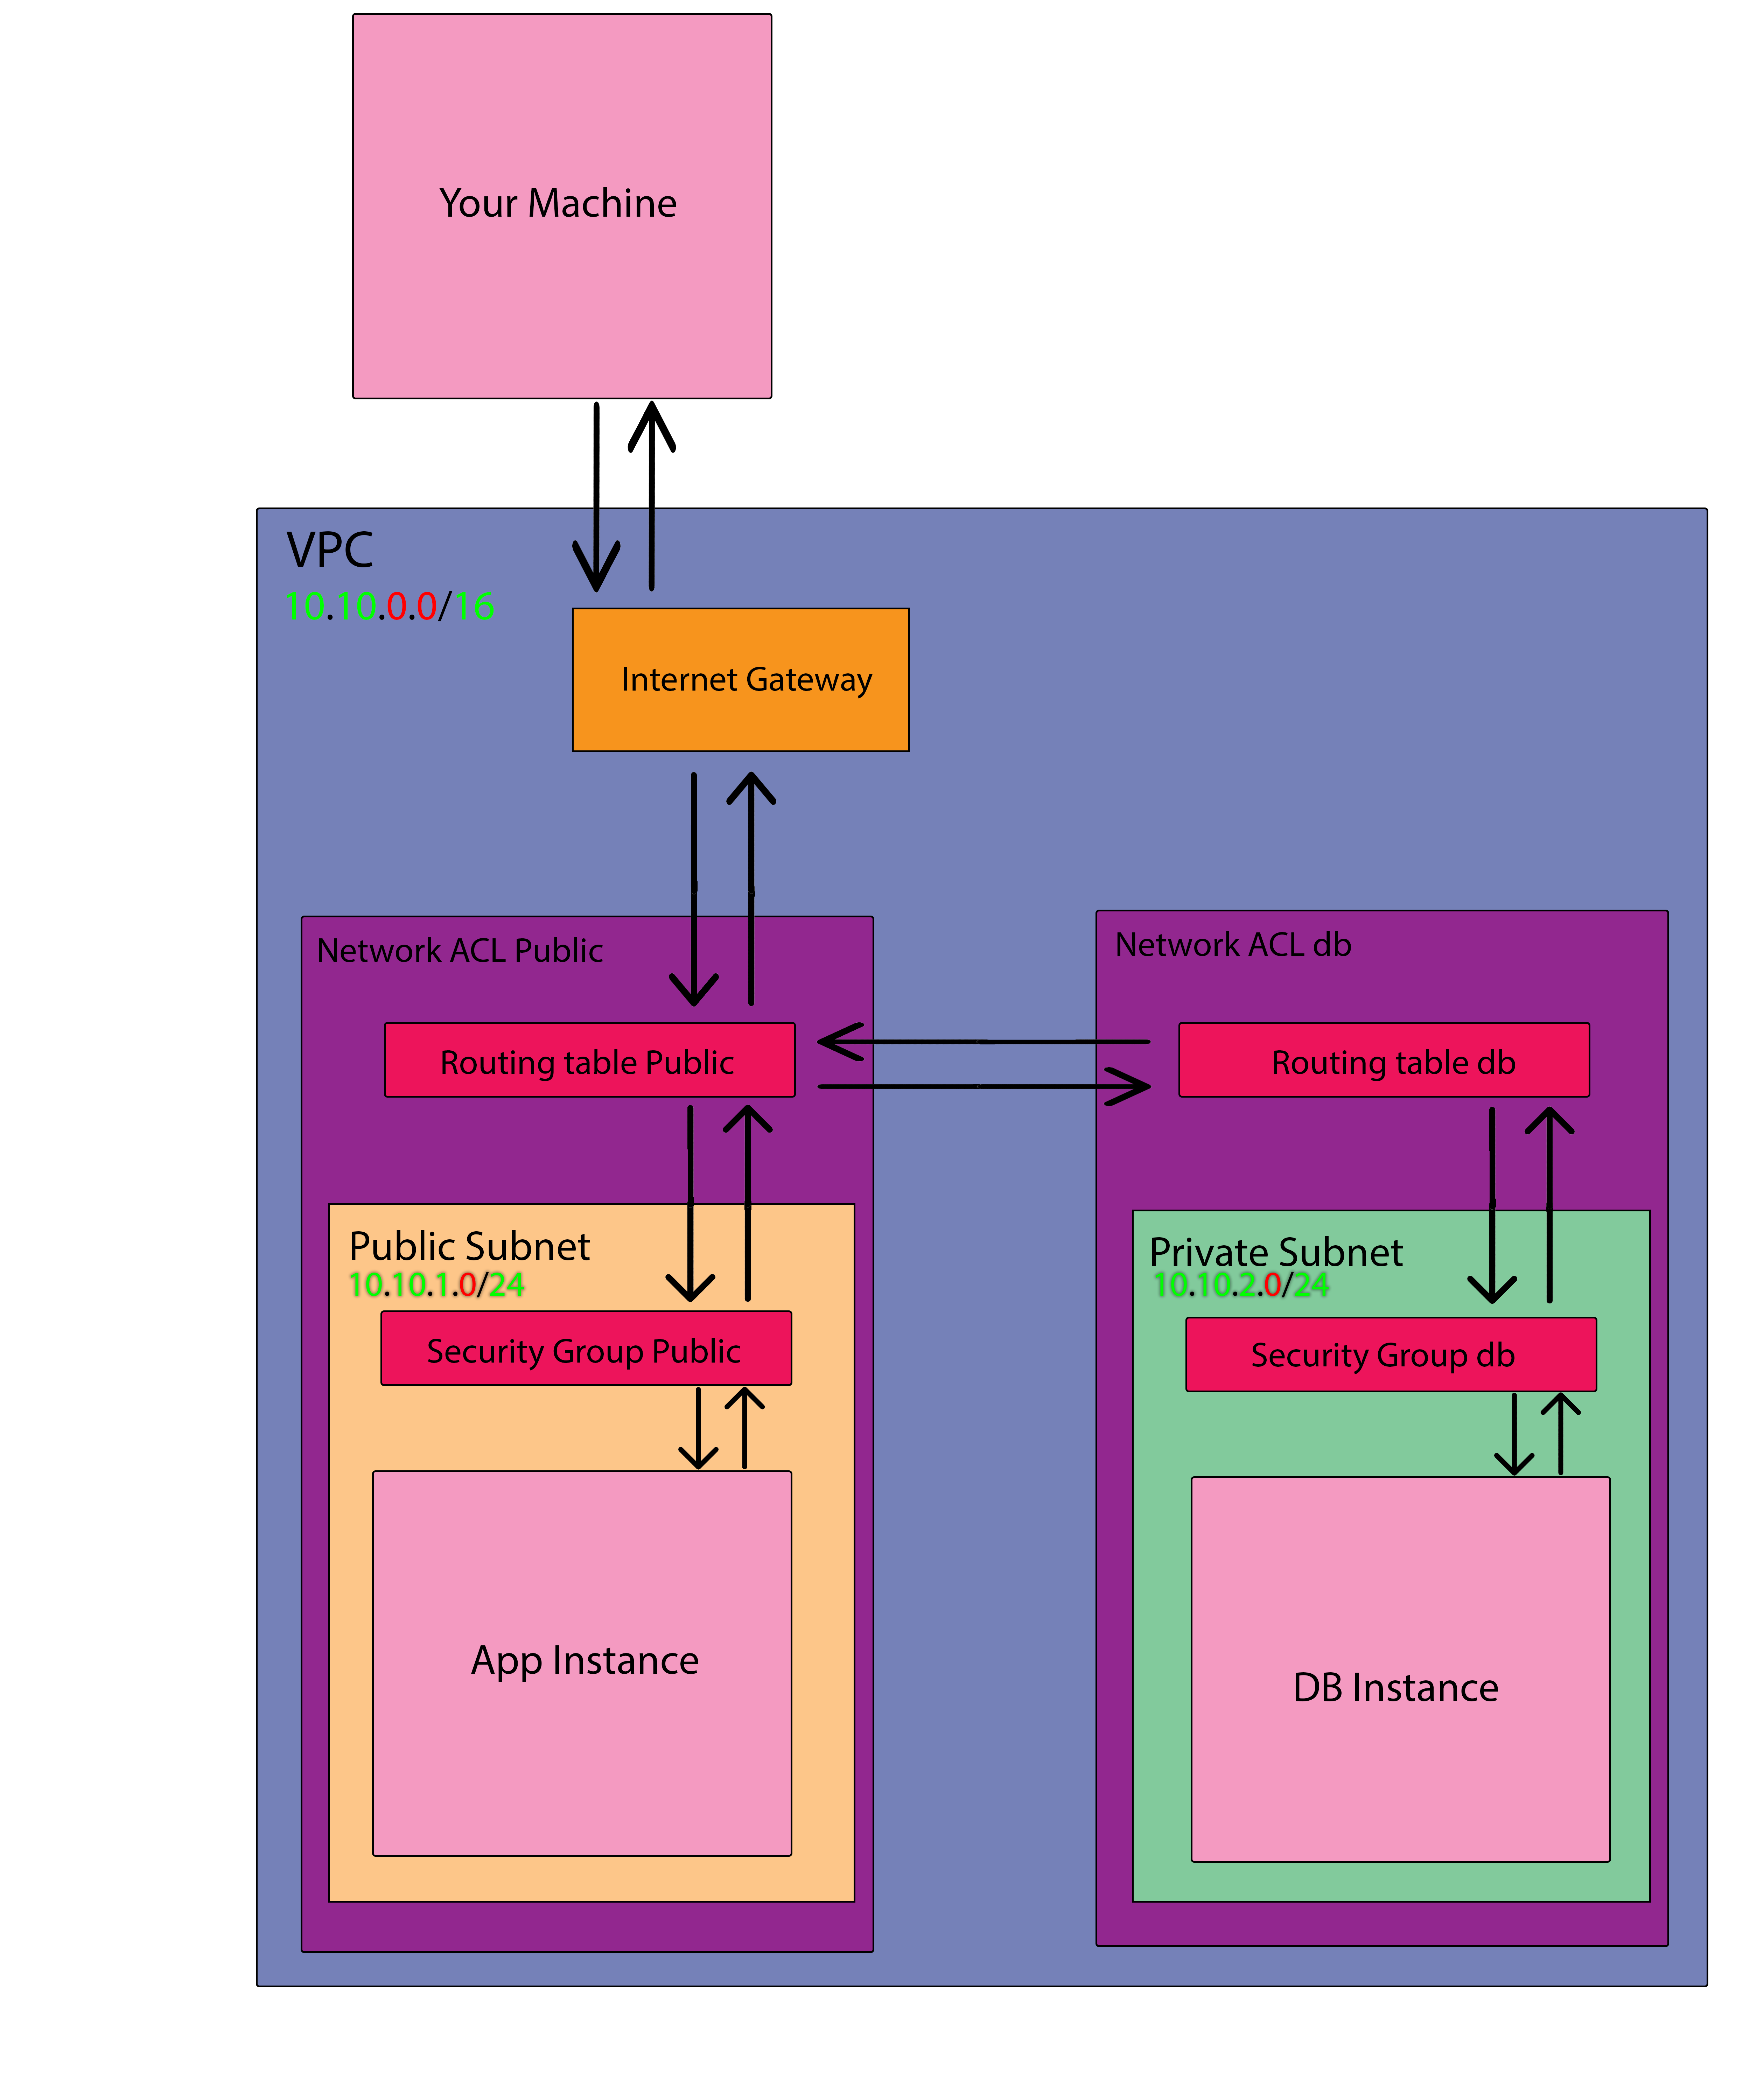 Your Machine
VPC
10.10.0.0/16
Internet Gateway
Network ACL Public
Routing table Public
Public Subnet
10.10.1.0/24
Security Group Public
App Instance
Network ACL db
Routing table db
Private Subnet
10.10.2.0/24
Security Group db
DB Instance